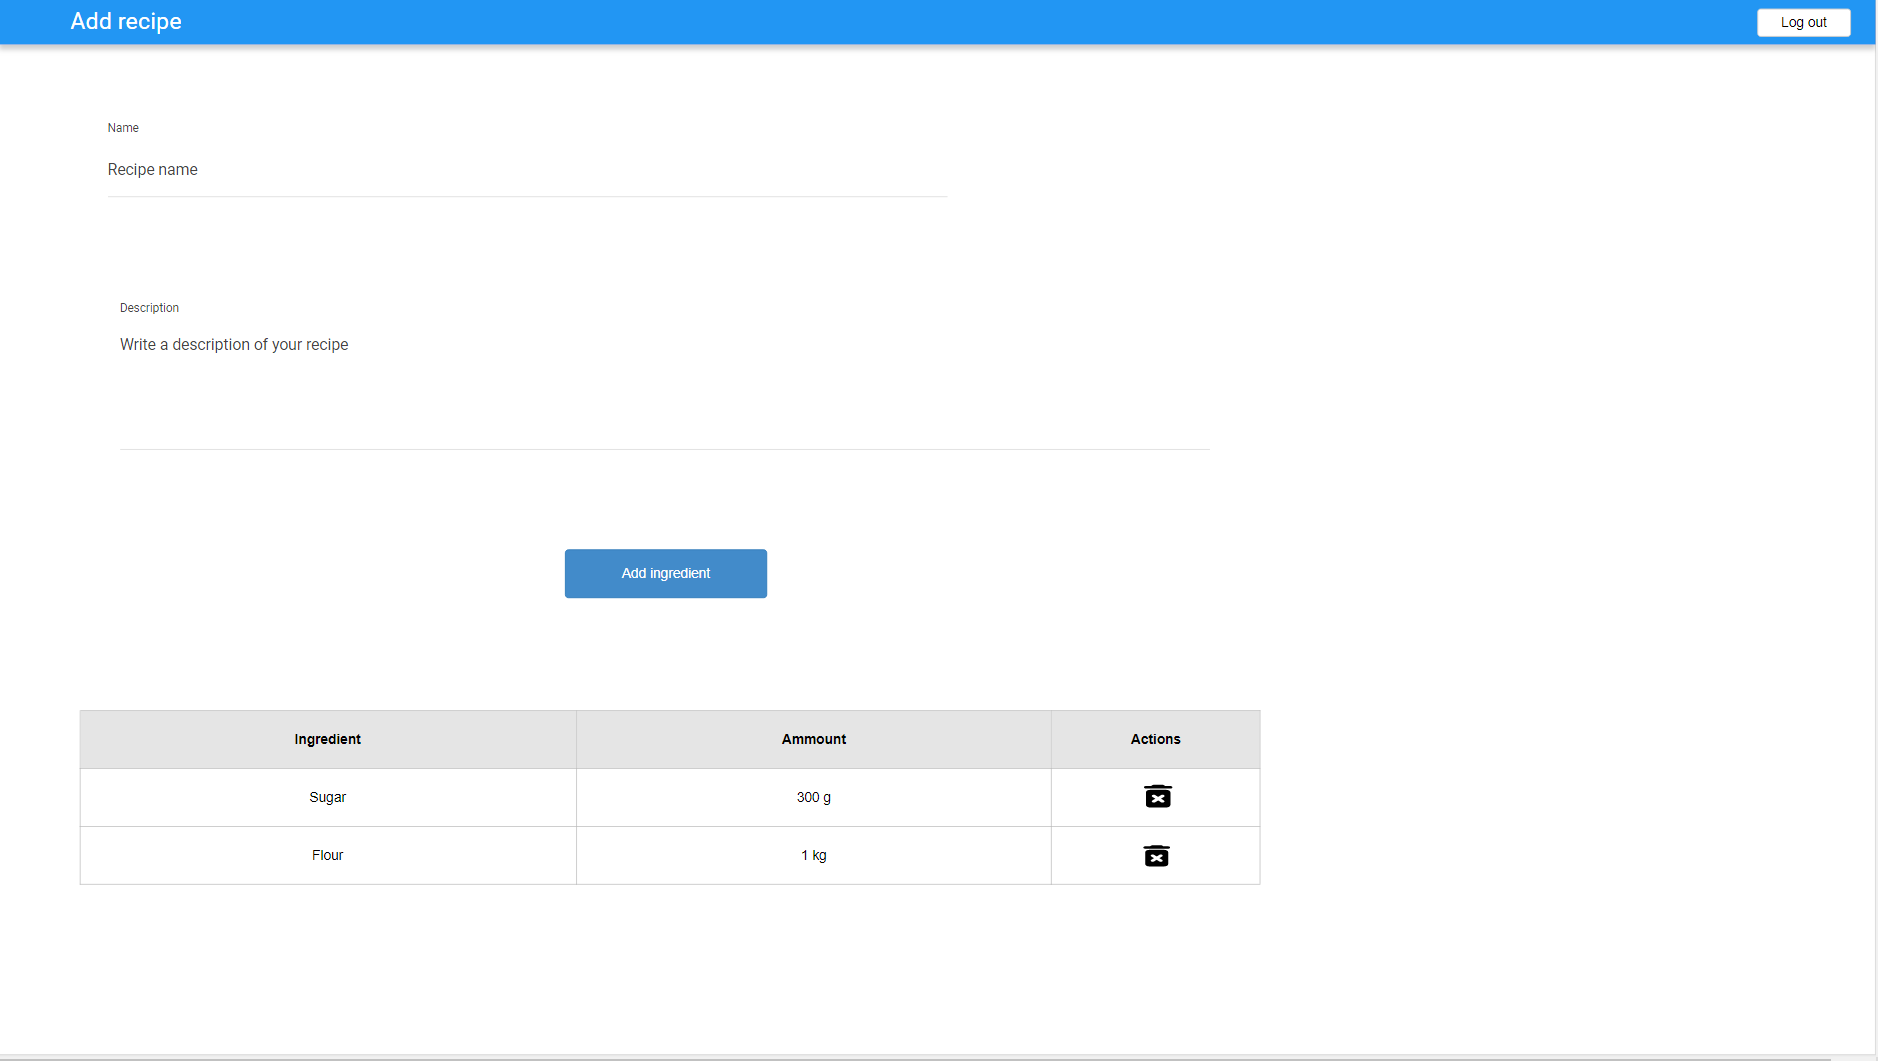 Add recipe
Log out
Name
Recipe name
Description
Write a description of your recipe
Add ingredient
Ingredient Ammount Actions
Sugar 300 g
Flour 1 kg